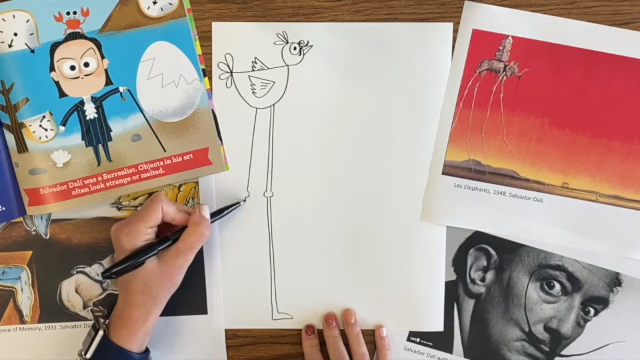 Salvador Dalí was a Surrealist. Objects in his art
often look strange or melted.
Les Elephants, 1948. Salvador Dalí.
ence of Memory, 1931. Salvador Dalí
Salvador Dalí with